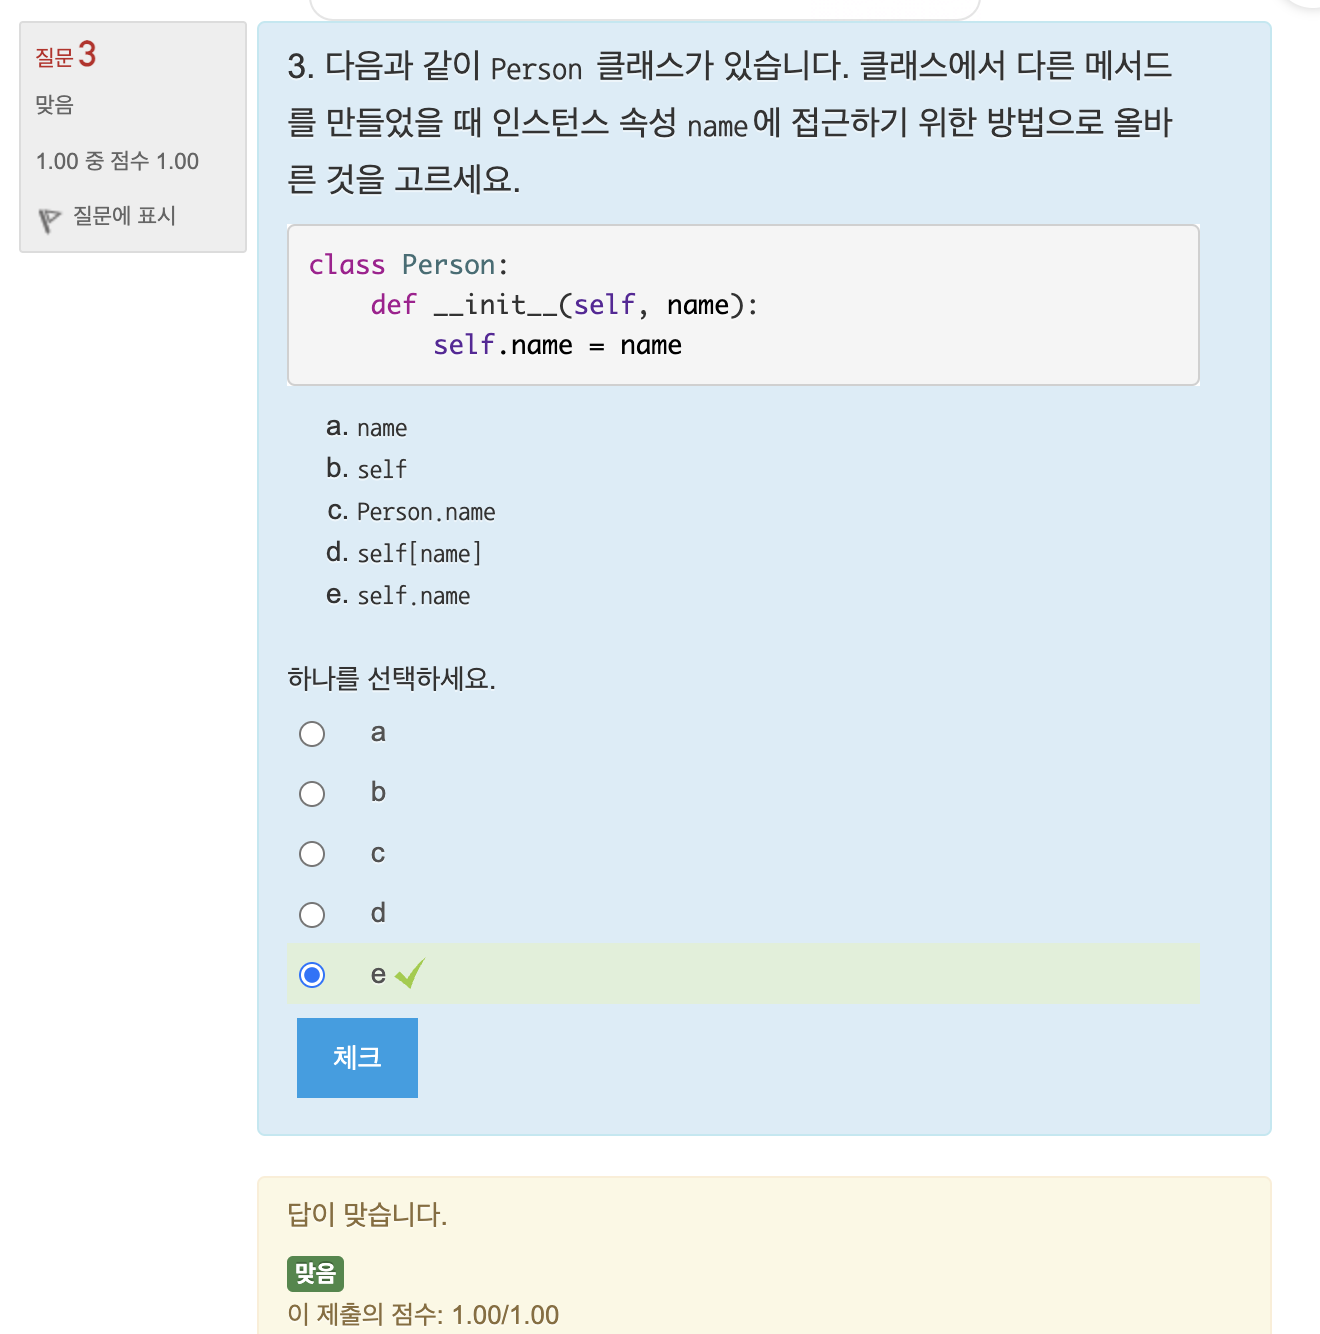 질문 3
맞음
1.00 중 점수 1.00
질문에 표시
3. 다음과 같이 Person 클래스가 있습니다. 클래스에서 다른 메서드
를 만들었을 때 인스턴스 속성 name에 접근하기 위한 방법으로 올바
른 것을 고르세요.
class Person:
    def __init__(self, name):
        self.name = name
a. name
b. self
c. Person.name
d. self[name]
e. self.name
하나를 선택하세요.
a
b
c
d
e
체크
답이 맞습니다.
맞음
이 제출의 점수: 1.00/1.00